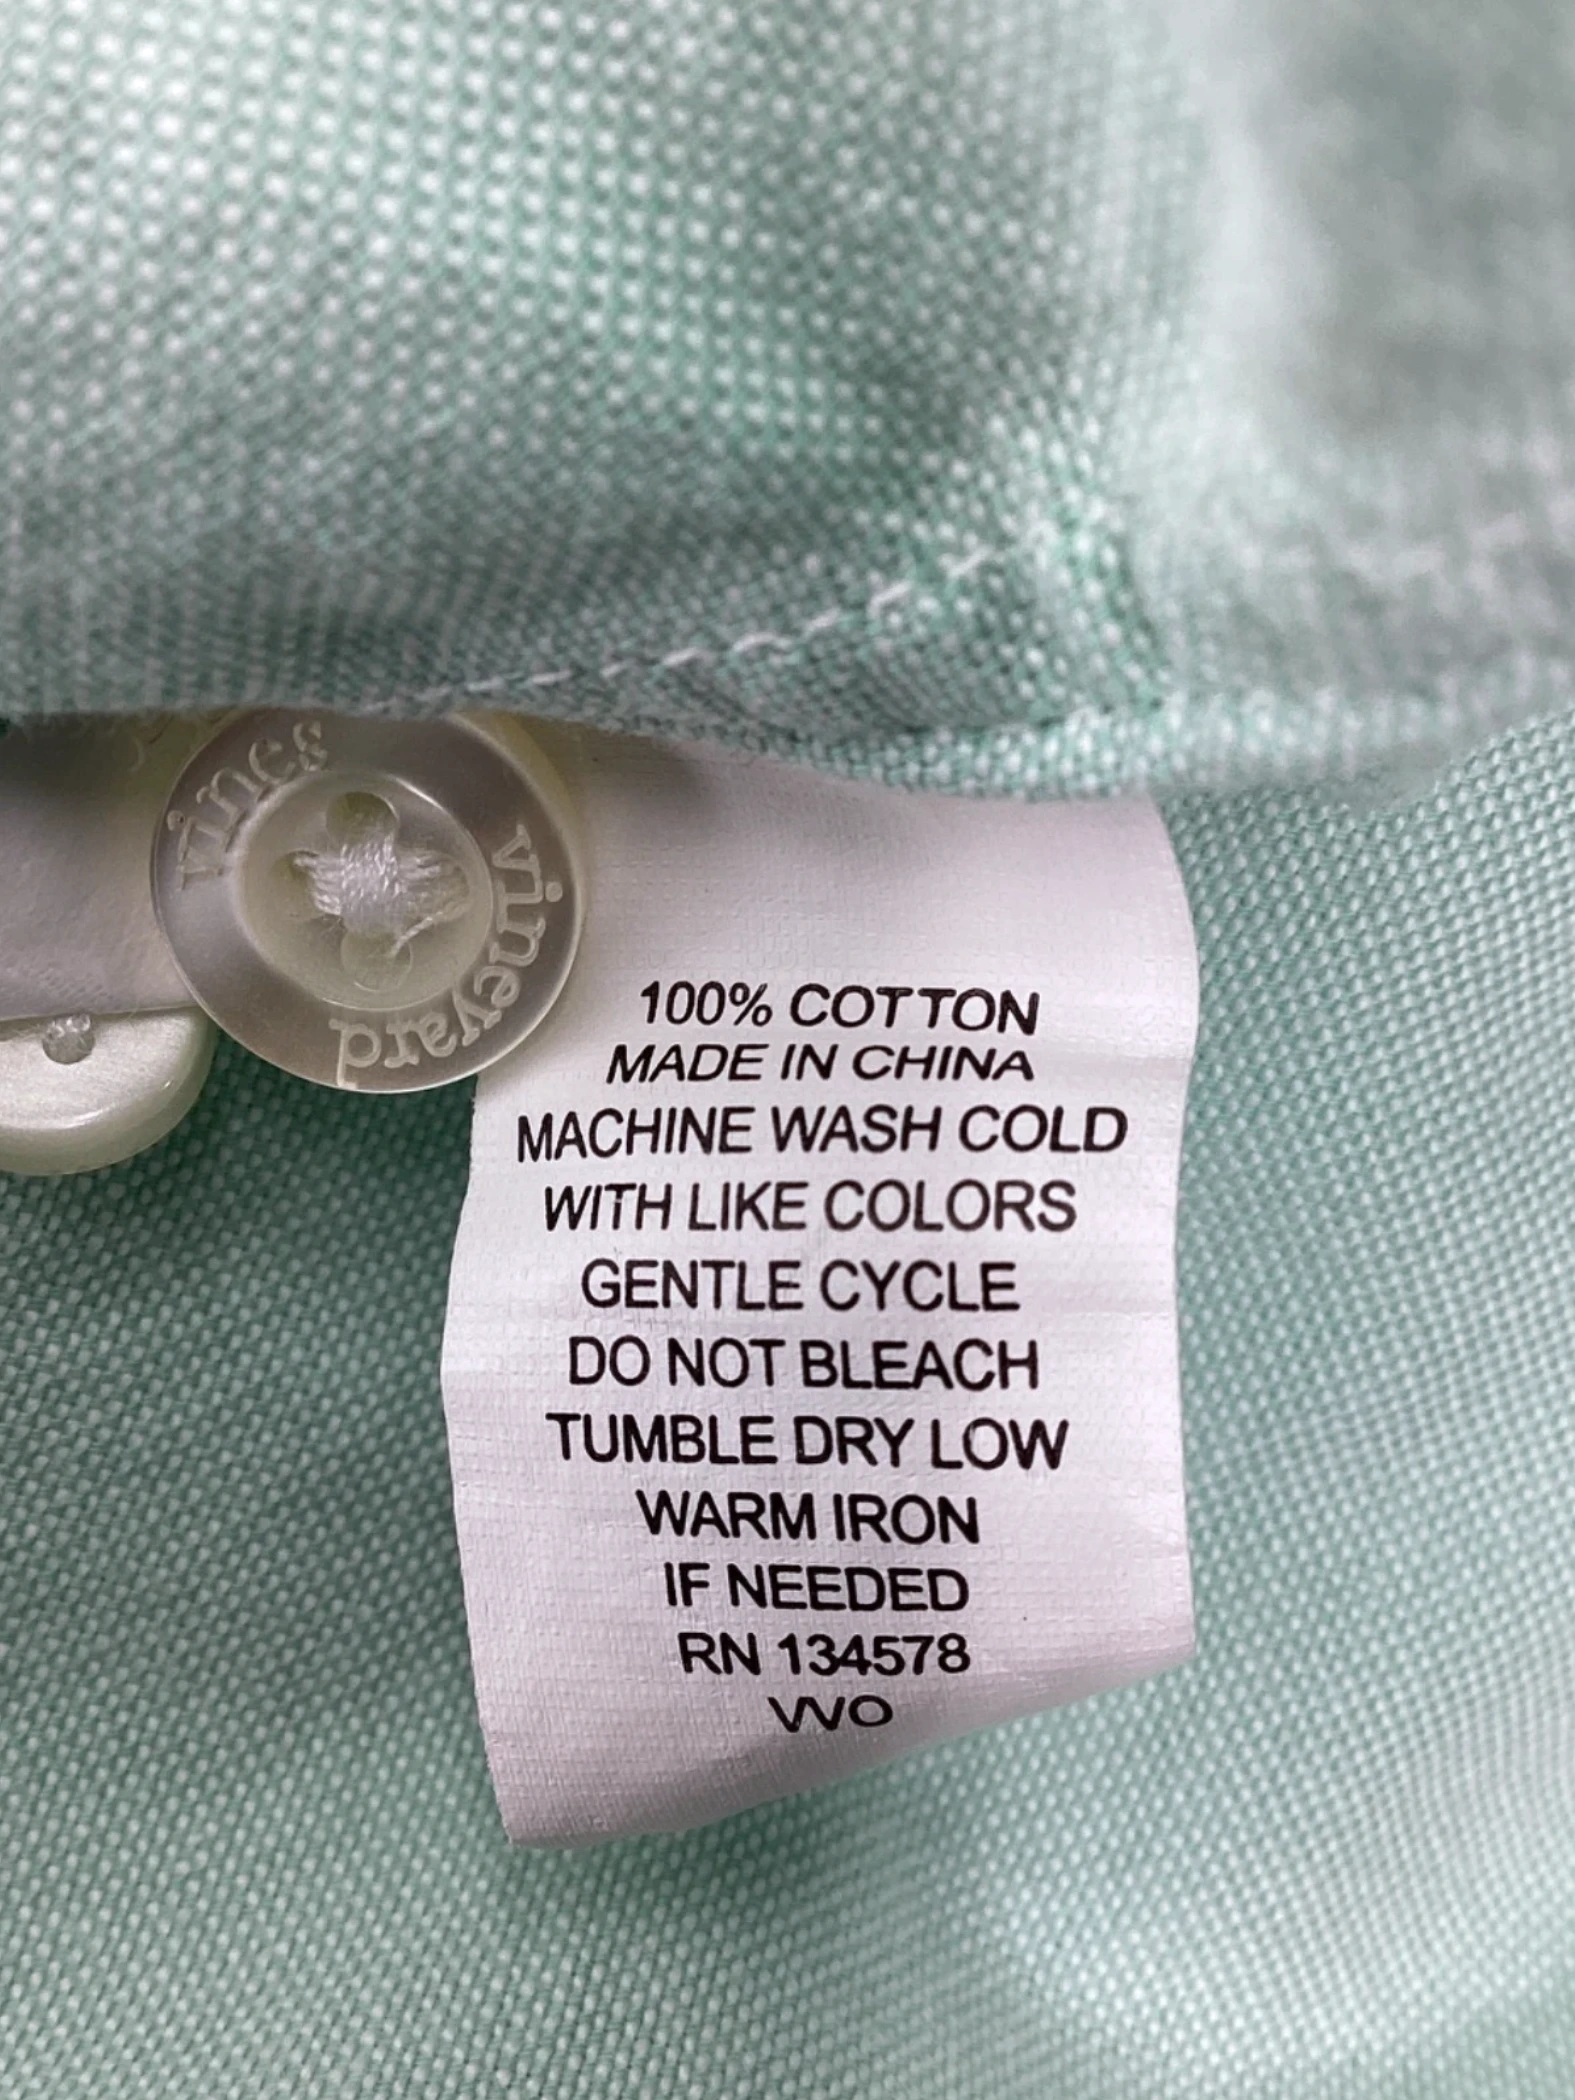 vines
vineyard
100% COTTON
MADE IN CHINA
MACHINE WASH COLD
WITH LIKE COLORS
GENTLE CYCLE
DO NOT BLEACH
TUMBLE DRY LOW
WARM IRON
IF NEEDED
RN 134578
VVO